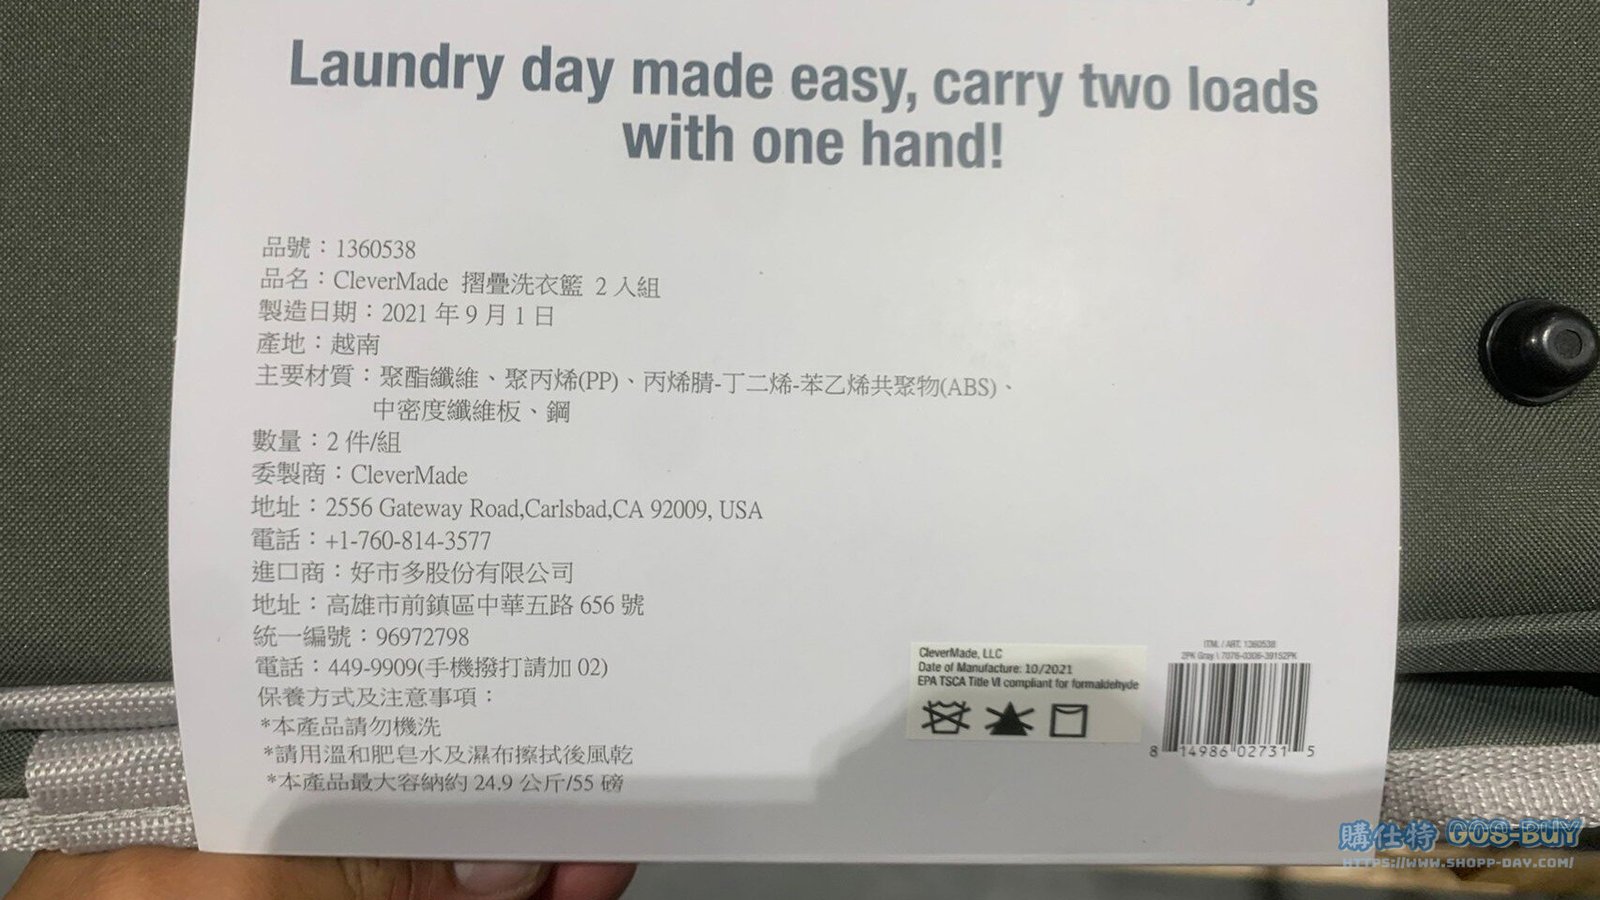 Laundry day made easy, carry two loads
with one hand!
品號：1360538
品名：CleverMade 摺疊洗衣籃 2 入組
製造日期：2021 年 9 月 1 日
產地：越南
主要材質：聚酯纖維、聚丙烯(PP)、丙烯腈-丁二烯-苯乙烯共聚物(ABS)、
中密度纖維板、鋼
數量：2 件/組
委製商：CleverMade
地址：2556 Gateway Road,Carlsbad,CA 92009, USA
電話：+1-760-814-3577
進口商：好市多股份有限公司
地址：高雄市前鎮區中華五路 656 號
統一編號：96972798
電話：449-9909(手機撥打請加 02)
保養方式及注意事項：
*本產品請勿機洗
*請用溫和肥皂水及濕布擦拭後風乾
*本產品最大容納約 24.9 公斤/55 磅
CleverMade, LLC
Date of Manufacture: 10/2021
EPA TSCA Title VI compliant for formaldehyde
ITM. / ART. 1360538
2PK Gray \ 7076-0306-39152PK
8 14986 02731 5
購仕特 GOS-BUY
HTTPS://WWW.SHOPP-DAY.COM/